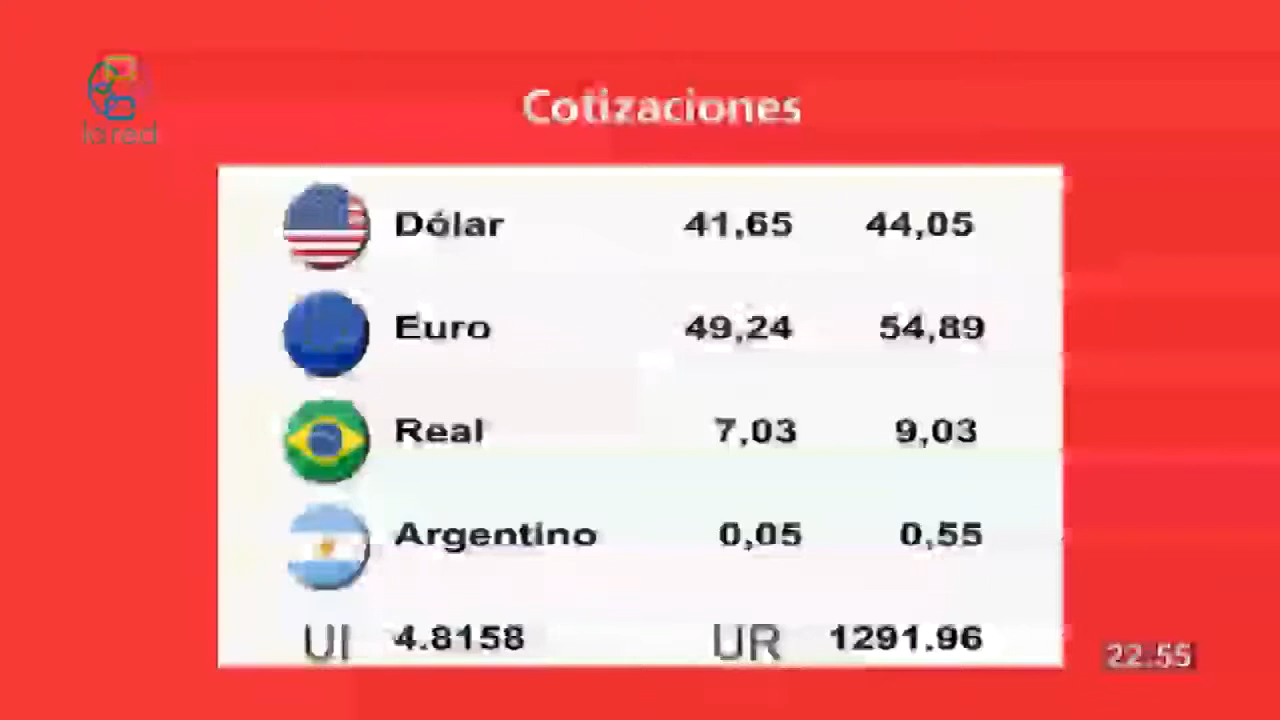 la red
Cotizaciones
Dólar 41,65 44,05
Euro 49,24 54,89
Real 7,03 9,03
Argentino 0,05 0,55
UI 4.8158 UR 1291.96
22:55